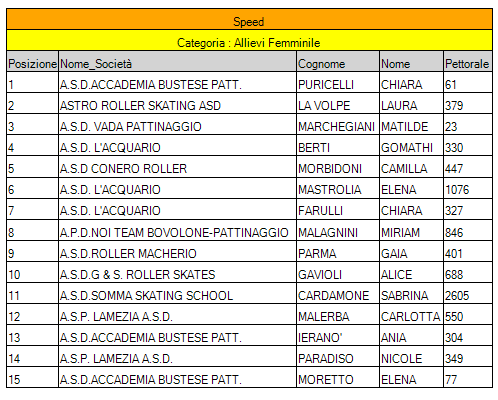 Speed
Categoria : Allievi Femminile
Posizione Nome_Società Cognome Nome Pettorale
1 A.S.D.ACCADEMIA BUSTESE PATT. PURICELLI CHIARA 61
2 ASTRO ROLLER SKATING ASD LA VOLPE LAURA 379
3 A.S.D. VADA PATTINAGGIO MARCHEGIANI MATILDE 23
4 A.S.D. L'ACQUARIO BERTI GOMATHI 330
5 A.S.D CONERO ROLLER MORBIDONI CAMILLA 447
6 A.S.D. L'ACQUARIO MASTROLIA ELENA 1076
7 A.S.D. L'ACQUARIO FARULLI CHIARA 327
8 A.P.D.NOI TEAM BOVOLONE-PATTINAGGIO MALAGNINI MIRIAM 846
9 A.S.D.ROLLER MACHERIO PARMA GAIA 401
10 A.S.D.G & S. ROLLER SKATES GAVIOLI ALICE 688
11 A.S.D.SOMMA SKATING SCHOOL CARDAMONE SABRINA 2605
12 A.S.P. LAMEZIA A.S.D. MALERBA CARLOTTA 550
13 A.S.D.ACCADEMIA BUSTESE PATT. IERANO' ANIA 304
14 A.S.P. LAMEZIA A.S.D. PARADISO NICOLE 349
15 A.S.D.ACCADEMIA BUSTESE PATT. MORETTO ELENA 77